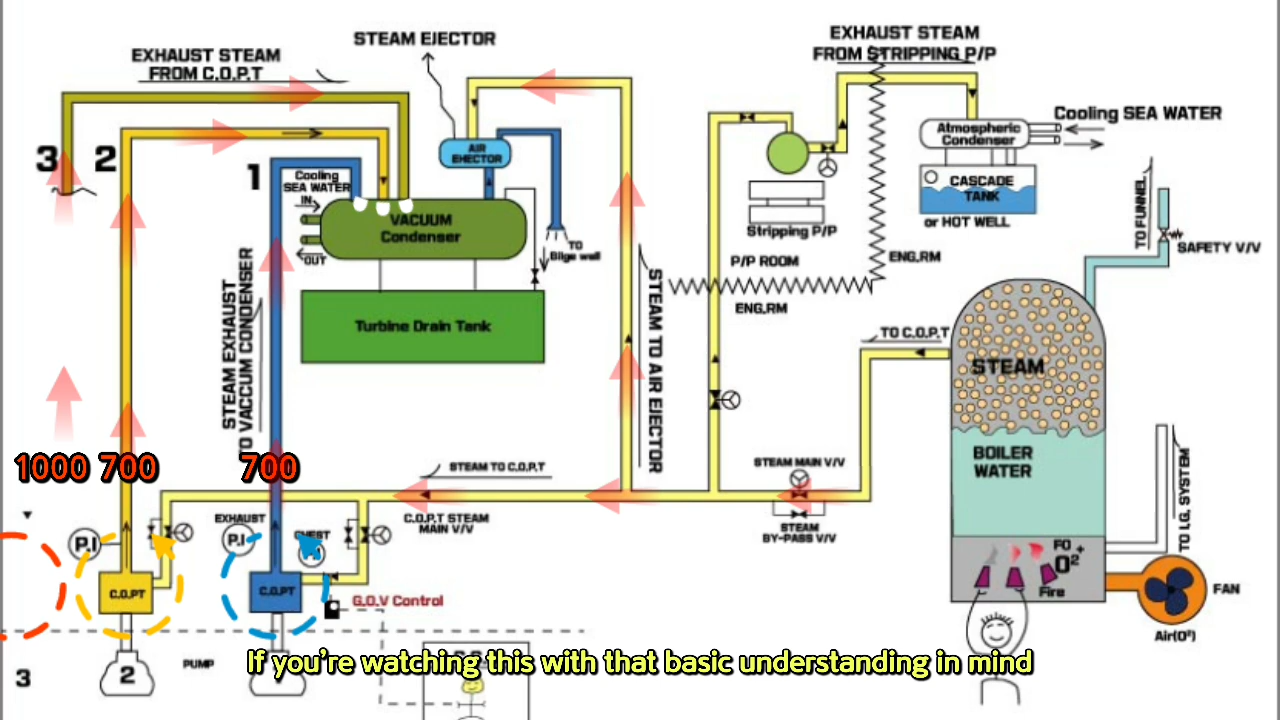 STEAM EJECTOR
EXHAUST STEAM
FROM C.O.P.T
EXHAUST STEAM
FROM STRIPPING P/P
Cooling SEA WATER
Atmospheric
Condenser
CASCADE
TANK
or HOT WELL
3
2
1
Cooling
SEA WATER
IN
OUT
AIR
EHECTOR
VACUUM
Condenser
TO
Bilge well
Turbine Drain Tank
Stripping P/P
P/P ROOM
ENG.RM
ENG.RM
TO FUNNEL
SAFETY V/V
STEAM EXHAUST
TO VACCUM CONDENSER
STEAM TO AIR EJECTOR
TO C.O.P.T
STEAM
BOILER
WATER
1000
700
700
STEAM TO C.O.P.T
STEAM MAIN V/V
C.O.P.T STEAM
MAIN V/V
STEAM
BY-PASS V/V
TO I.G. SYSTEM
EXHAUST
P.I
P.I
C.O.PT
C.O.PT
G.O.V Control
FO +
O²
Fire
FAN
Air(O²)
PUMP
3
2
If you're watching this with that basic understanding in mind